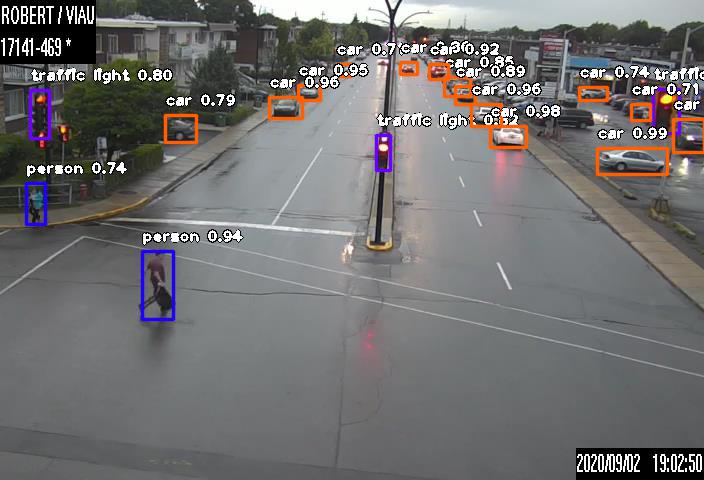 ROBERT / VIAU
17141-469 *
car 0.92
traffic light 0.80
car 0.95
car 0.96
car 0.89
car 0.74
car 0.79
car 0.96
car 0.71
car 0.98
car
traffic light
car 0.99
person 0.74
person 0.94
2020/09/02 19:02:50